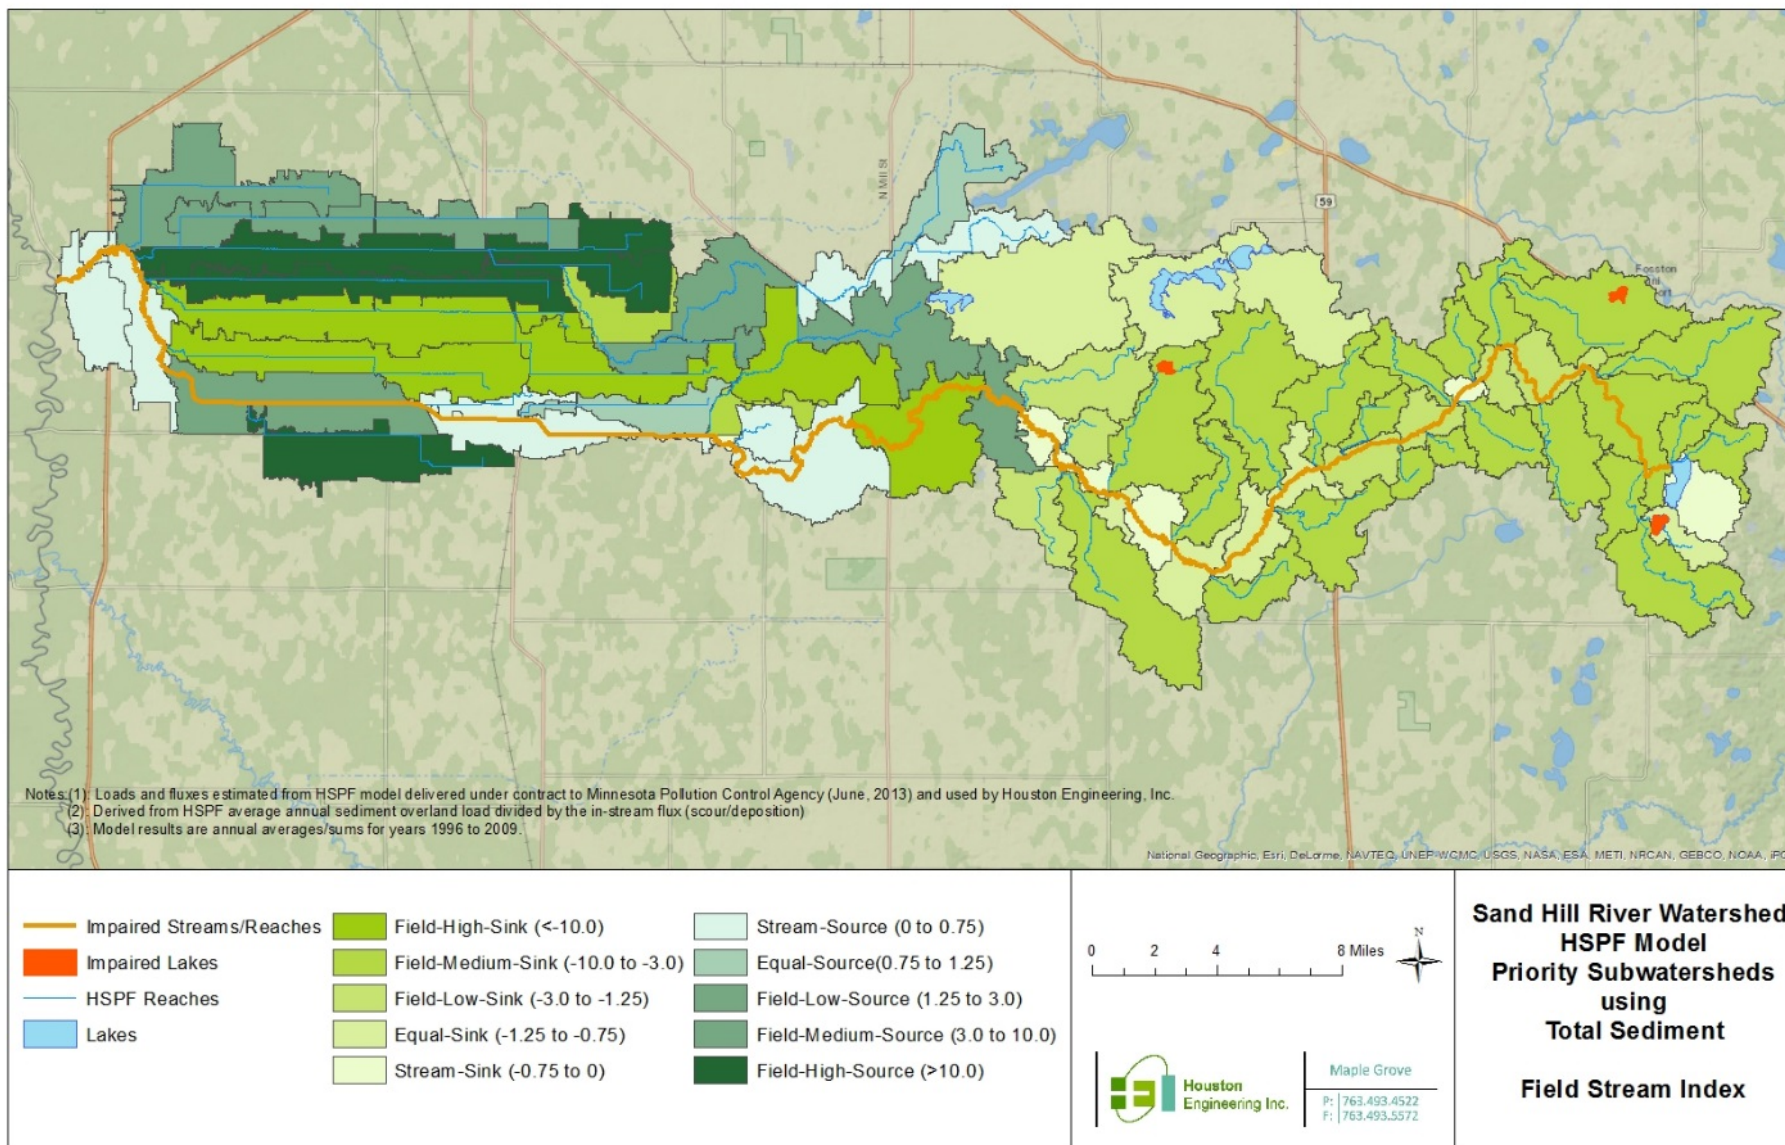 N Mill St
59
Fosston
Notes:(1): Loads and fluxes estimated from HSPF model delivered under contract to Minnesota Pollution Control Agency (June, 2013) and used by Houston Engineering, Inc.
(2): Derived from HSPF average annual sediment overland load divided by the in-stream flux (scour/deposition)
(3): Model results are annual averages/sums for years 1996 to 2009.
National Geographic, Esri, DeLorme, NAVTEQ, UNEP-WCMC, USGS, NASA, ESA, METI, NRCAN, GEBCO, NOAA, iPC
Impaired Streams/Reaches
Impaired Lakes
HSPF Reaches
Lakes
Field-High-Sink (<-10.0)
Field-Medium-Sink (-10.0 to -3.0)
Field-Low-Sink (-3.0 to -1.25)
Equal-Sink (-1.25 to -0.75)
Stream-Sink (-0.75 to 0)
Stream-Source (0 to 0.75)
Equal-Source(0.75 to 1.25)
Field-Low-Source (1.25 to 3.0)
Field-Medium-Source (3.0 to 10.0)
Field-High-Source (>10.0)
0 2 4 8 Miles
N
Houston
Engineering Inc.
Maple Grove
P: 763.493.4522
F: 763.493.5572
Sand Hill River Watershed
HSPF Model
Priority Subwatersheds
using
Total Sediment
Field Stream Index